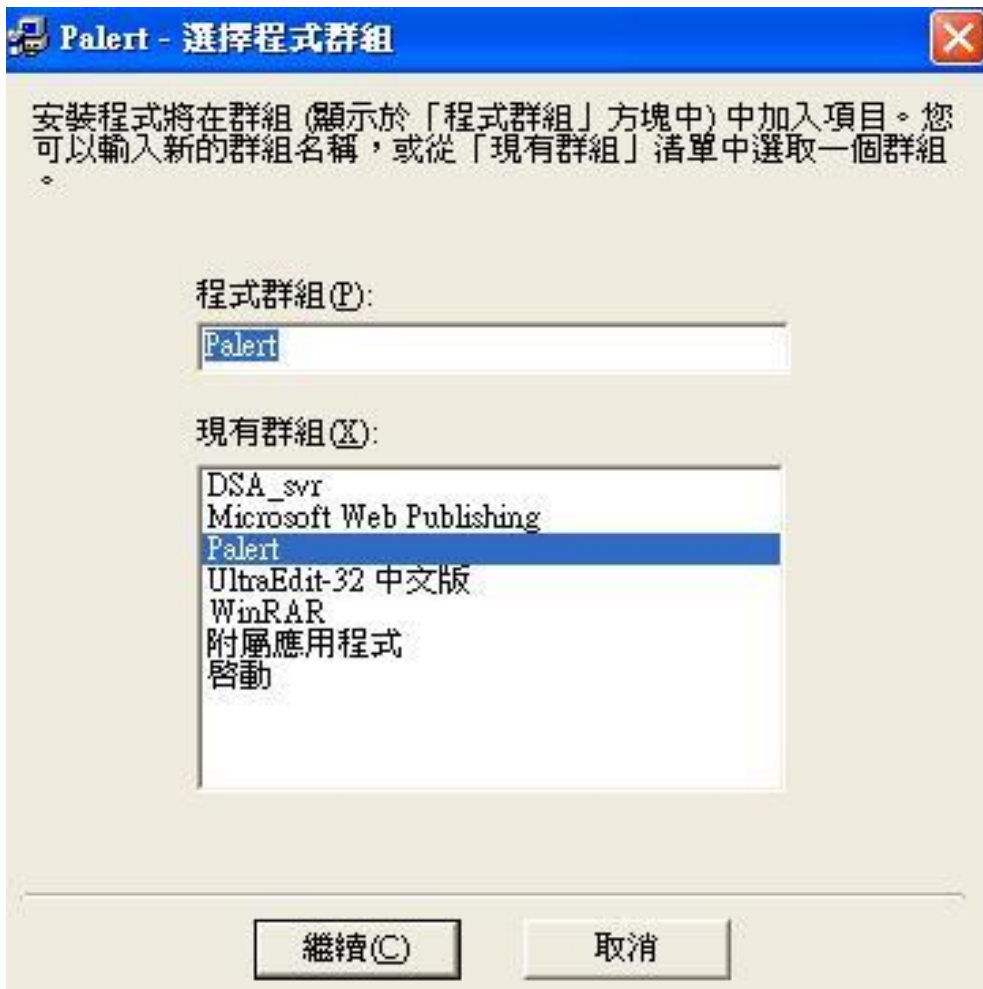 Palert - 選擇程式群組
安裝程式將在群組 (顯示於「程式群組」方塊中) 中加入項目。您
可以輸入新的群組名稱，或從「現有群組」清單中選取一個群組
。
程式群組(P):
Palert
現有群組(X):
DSA_svr
Microsoft Web Publishing
Palert
UltraEdit-32 中文版
WinRAR
附屬應用程式
啓動
繼續(C)
取消